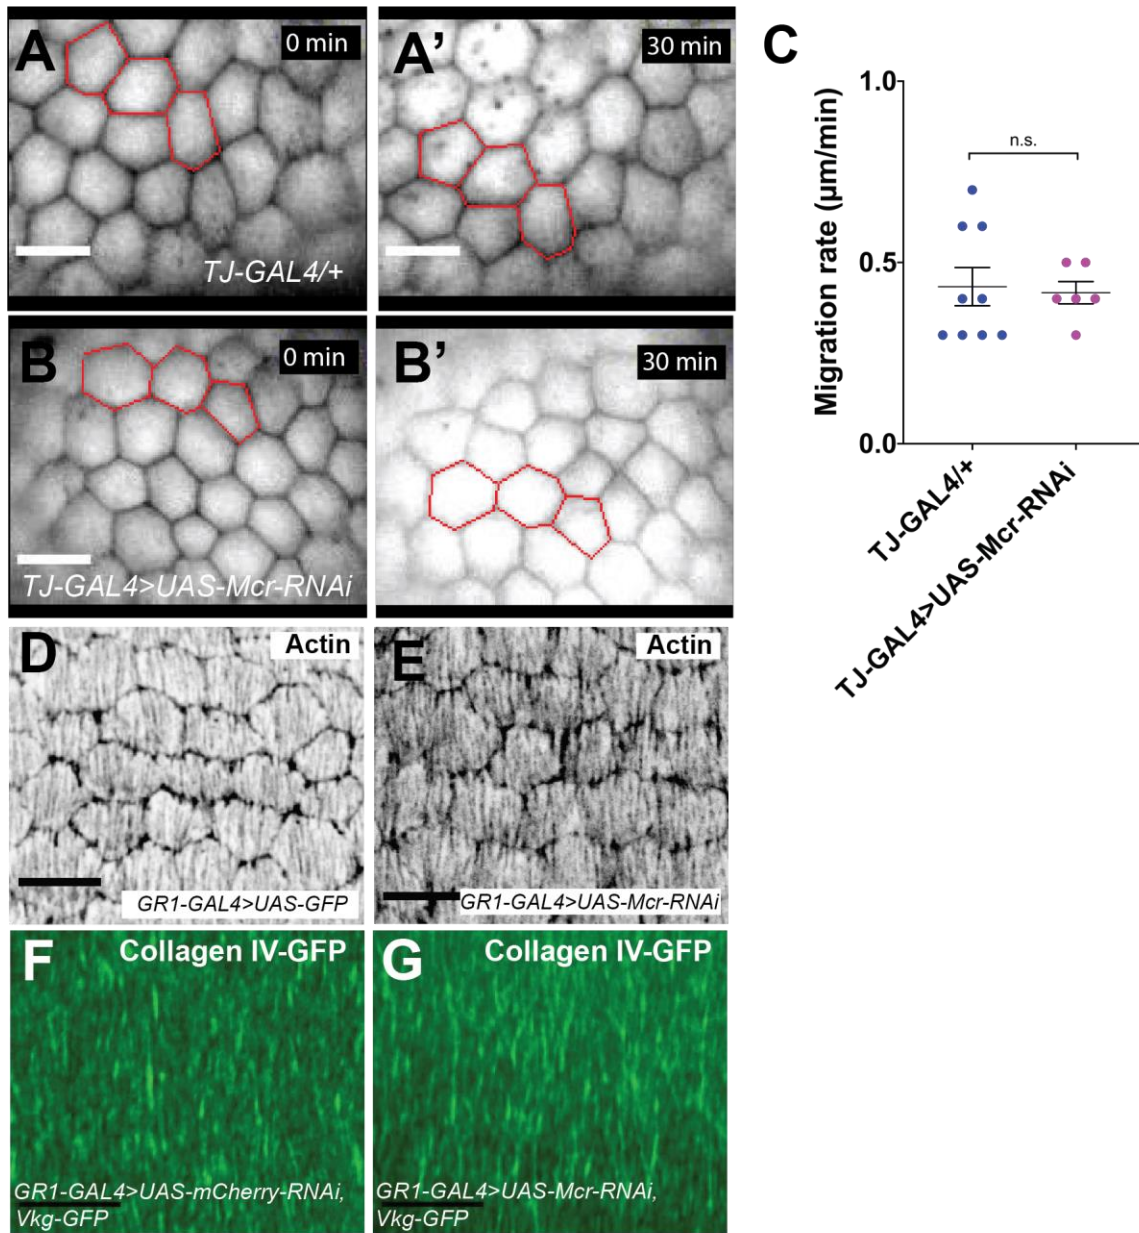 A
0 min
TJ-GAL4/+
A'
30 min
B
0 min
TJ-GAL4>UAS-Mcr-RNAi
B'
30 min
C
1.0
0.5
0.0
Migration rate (µm/min)
n.s.
TJ-GAL4/+
TJ-GAL4>UAS-Mcr-RNAi
D
Actin
GR1-GAL4>UAS-GFP
E
Actin
GR1-GAL4>UAS-Mcr-RNAi
F
Collagen IV-GFP
GR1-GAL4>UAS-mCherry-RNAi,
Vkg-GFP
G
Collagen IV-GFP
GR1-GAL4>UAS-Mcr-RNAi,
Vkg-GFP